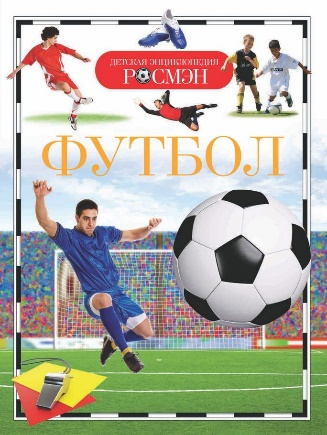 ДЕТСКАЯ ЭНЦИКЛОПЕДИЯ
РОСМЭН
ФУТБОЛ